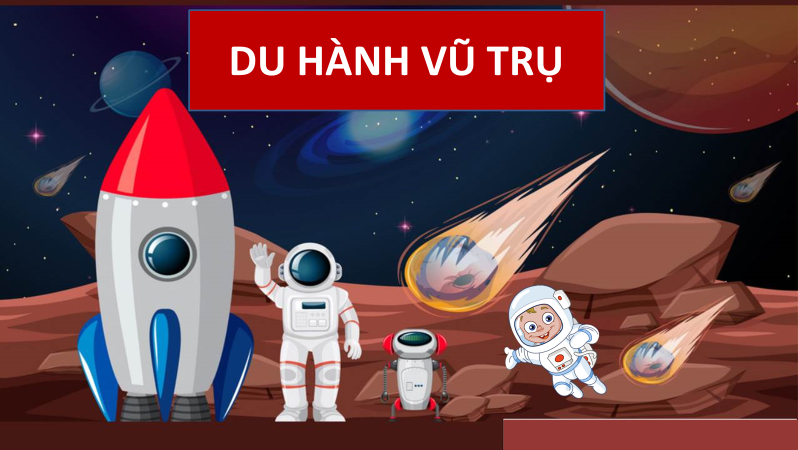 DU HÀNH VŨ TRỤ